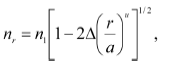 n_r = n_1 [1 − 2Δ(r/a)^u]^{1/2},